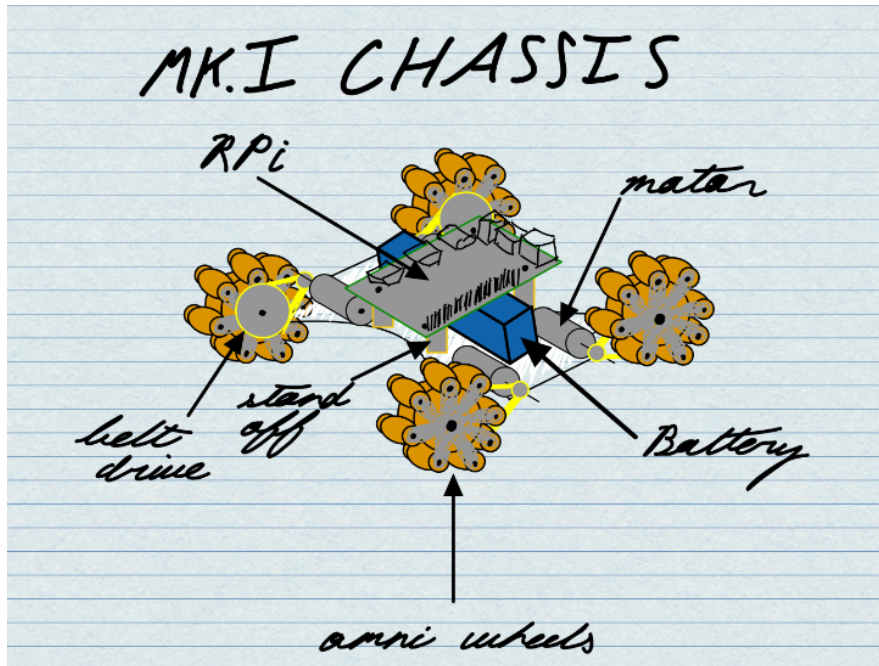 MK.I CHASSIS
RPi
motor
stand
off
belt
drive
Battery
omni wheels